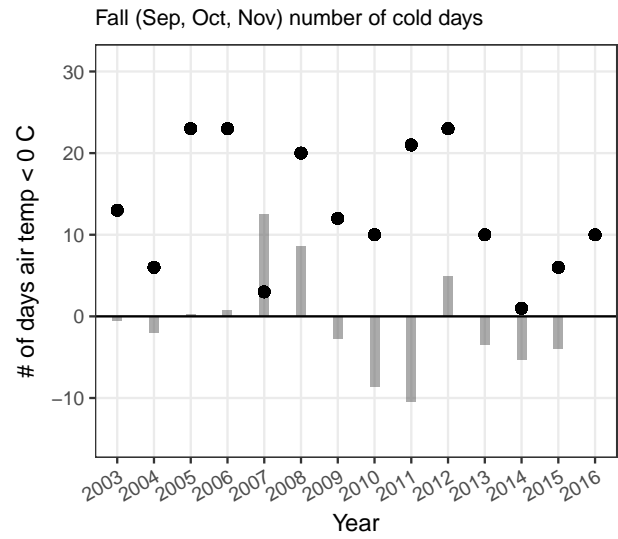 Fall (Sep, Oct, Nov) number of cold days
# of days air temp < 0 C
30
20
10
0
−10
2003 2004 2005 2006 2007 2008 2009 2010 2011 2012 2013 2014 2015 2016
Year